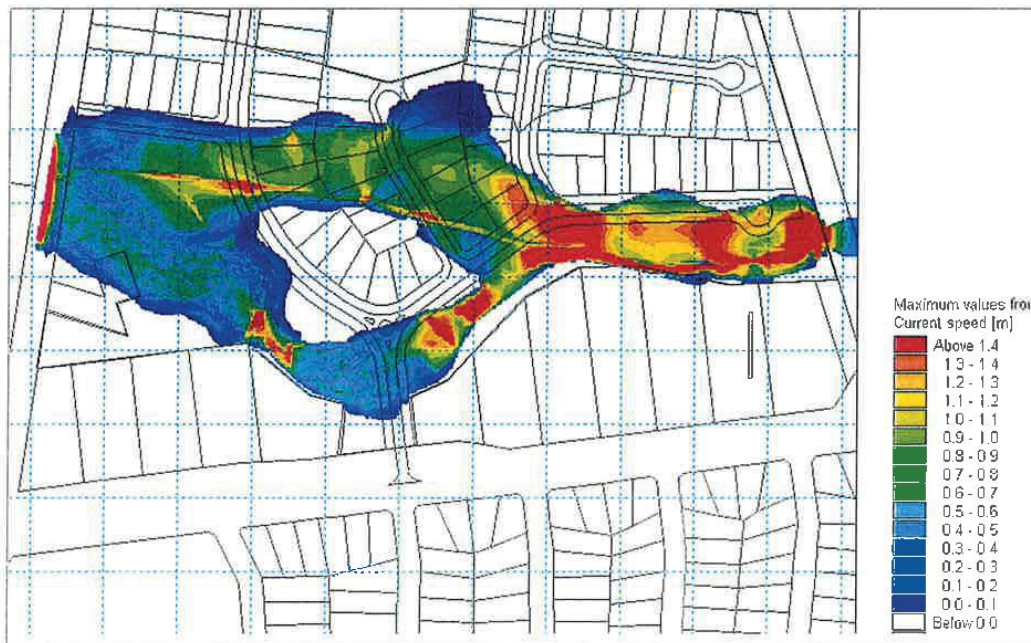 Maximum values fro
Current speed [m]
Above 1.4
1.3 - 1.4
1.2 - 1.3
1.1 - 1.2
1.0 - 1.1
0.9 - 1.0
0.8 - 0.9
0.7 - 0.8
0.6 - 0.7
0.5 - 0.6
0.4 - 0.5
0.3 - 0.4
0.2 - 0.3
0.1 - 0.2
0.0 - 0.1
Below 0.0